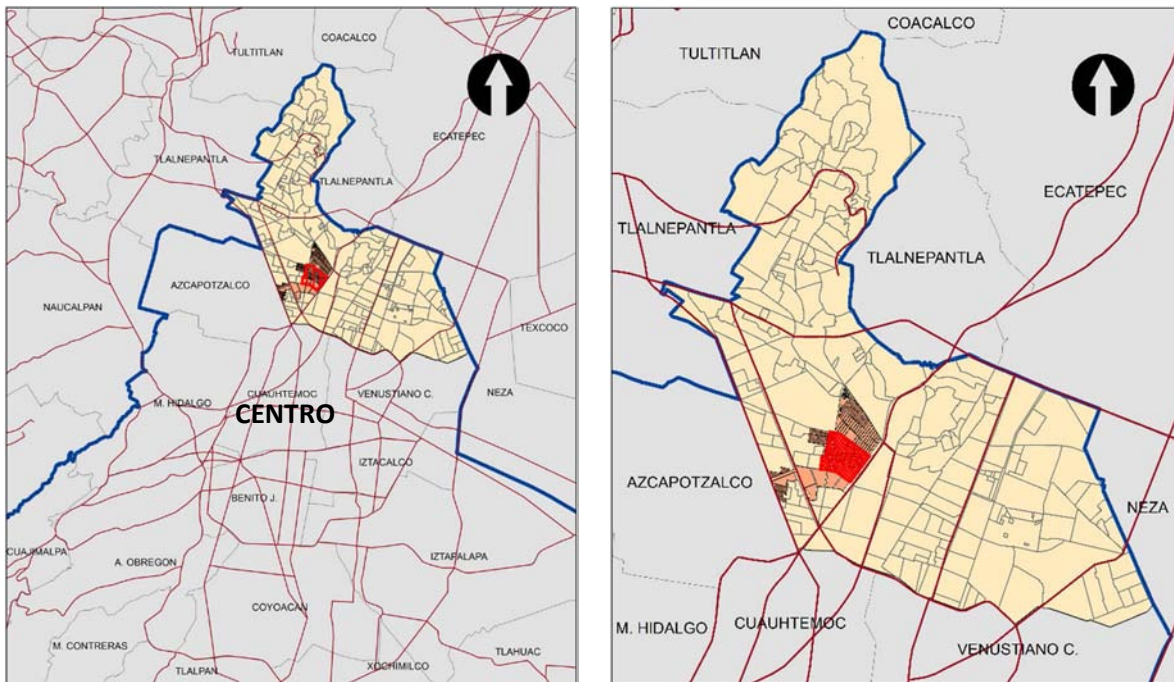 COACALCO
TULTITLAN
ECATEPEC
TLALNEPANTLA
TLALNEPANTLA
AZCAPOTZALCO
NAUCALPAN
TEXCOCO
CUAUHTEMOC
VENUSTIANO C.
NEZA
M. HIDALGO
CENTRO
IZTACALCO
BENITO J.
CUAJIMALPA
A. OBREGON
IZTAPALAPA
COYOACAN
M. CONTRERAS
TLAHUAC
TLALPAN
XOCHIMILCO
COACALCO
TULTITLAN
ECATEPEC
TLALNEPANTLA
TLALNEPANTLA
AZCAPOTZALCO
NEZA
M. HIDALGO
CUAUHTEMOC
VENUSTIANO C.